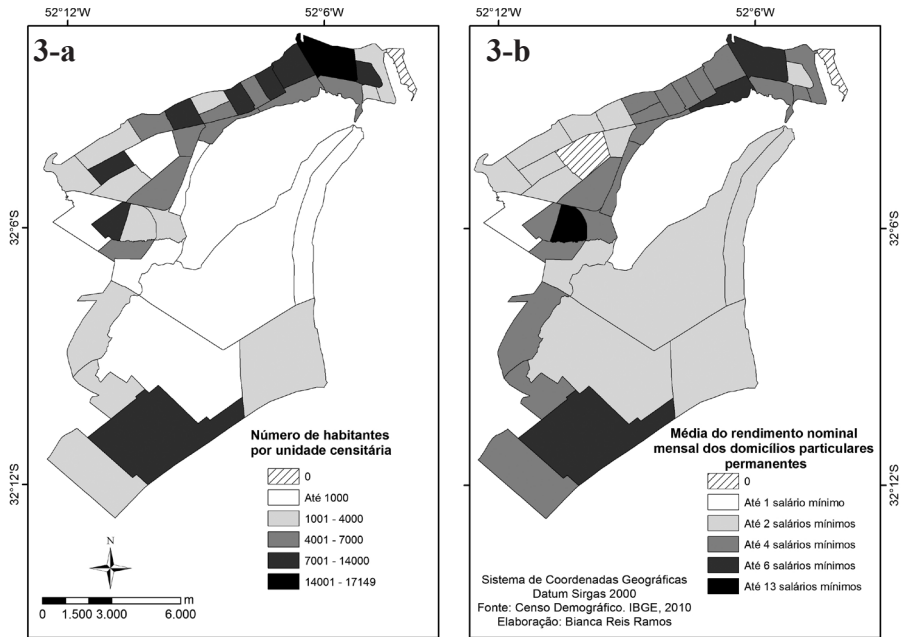 52°12'W
52°6'W
3-a
32°6'S
32°12'S
Número de habitantes
por unidade censitária
0
Até 1000
1001 - 4000
4001 - 7000
7001 - 14000
14001 - 17149
N
0 1.500 3.000 6.000 m
52°12'W
52°6'W
3-b
32°6'S
32°12'S
Média do rendimento nominal
mensal dos domicílios particulares
permanentes
0
Até 1 salário mínimo
Até 2 salários mínimos
Até 4 salários mínimos
Até 6 salários mínimos
Até 13 salários mínimos
Sistema de Coordenadas Geográficas
Datum Sirgas 2000
Fonte: Censo Demográfico. IBGE, 2010
Elaboração: Bianca Reis Ramos